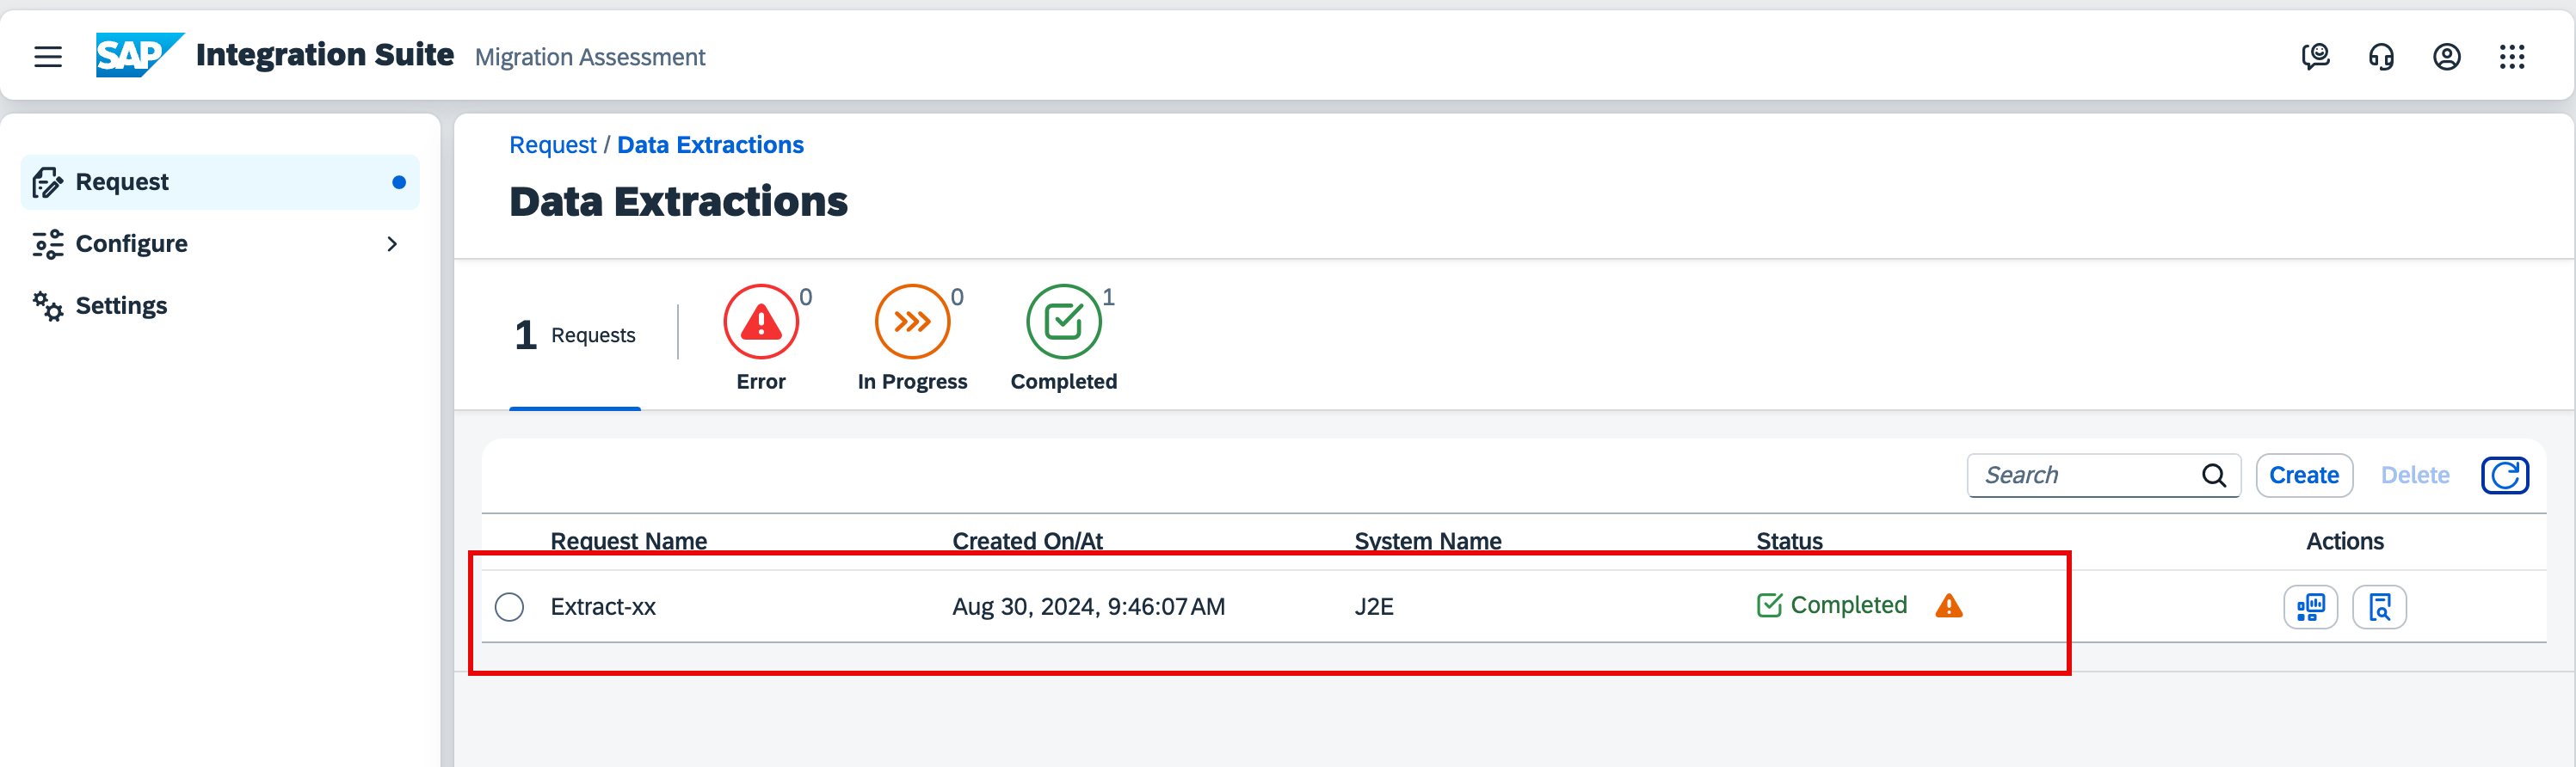 SAP Integration Suite Migration Assessment
Request
Configure
Settings
Request / Data Extractions
Data Extractions
1 Requests
0
Error
0
In Progress
1
Completed
Search
Create
Delete
Request Name Created On/At System Name Status Actions
Extract-xx Aug 30, 2024, 9:46:07 AM J2E Completed